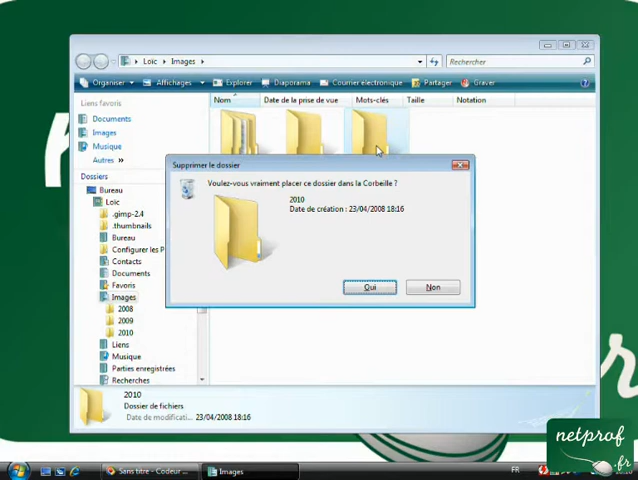 Loïc ▸ Images
Rechercher
Organiser Affichages Explorer Diaporama Courrier électronique Partager Graver
Liens favoris
Nom Date de la prise de vue Mots-clés Taille Notation
Documents
Images
Musique
Autres »
Dossiers
Bureau
Loïc
.gimp-2.4
.thumbnails
Bureau
Configurer les P
Contacts
Documents
Favoris
Images
2008
2009
2010
Liens
Musique
Parties enregistrées
Recherches
Supprimer le dossier
Voulez-vous vraiment placer ce dossier dans la Corbeille ?
2010
Date de création : 23/04/2008 18:16
Oui Non
2010
Dossier de fichiers
Date de modificati... 23/04/2008 18:16
netprof
.fr
Sans titre - Codeur ...
Images
FR